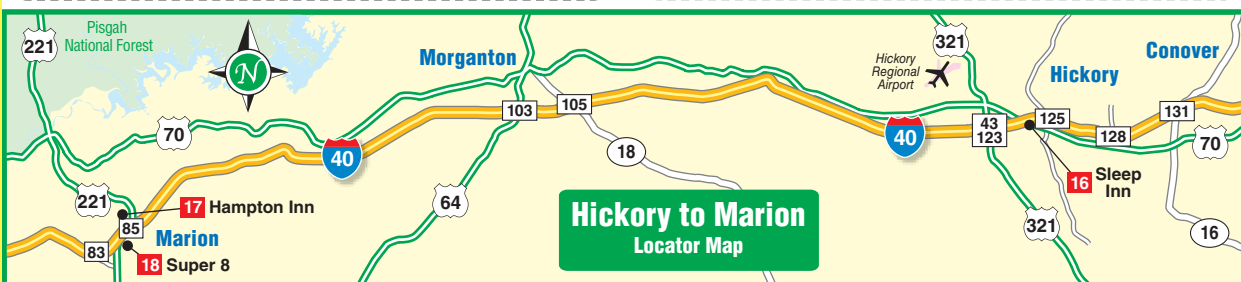 221
Pisgah
National Forest
N
Morganton
321
Hickory
Regional
Airport
Conover
Hickory
70
40
103
105
18
40
43
123
125
128
131
70
221
17 Hampton Inn
85
Marion
83
18 Super 8
64
Hickory to Marion
Locator Map
16 Sleep
Inn
321
16